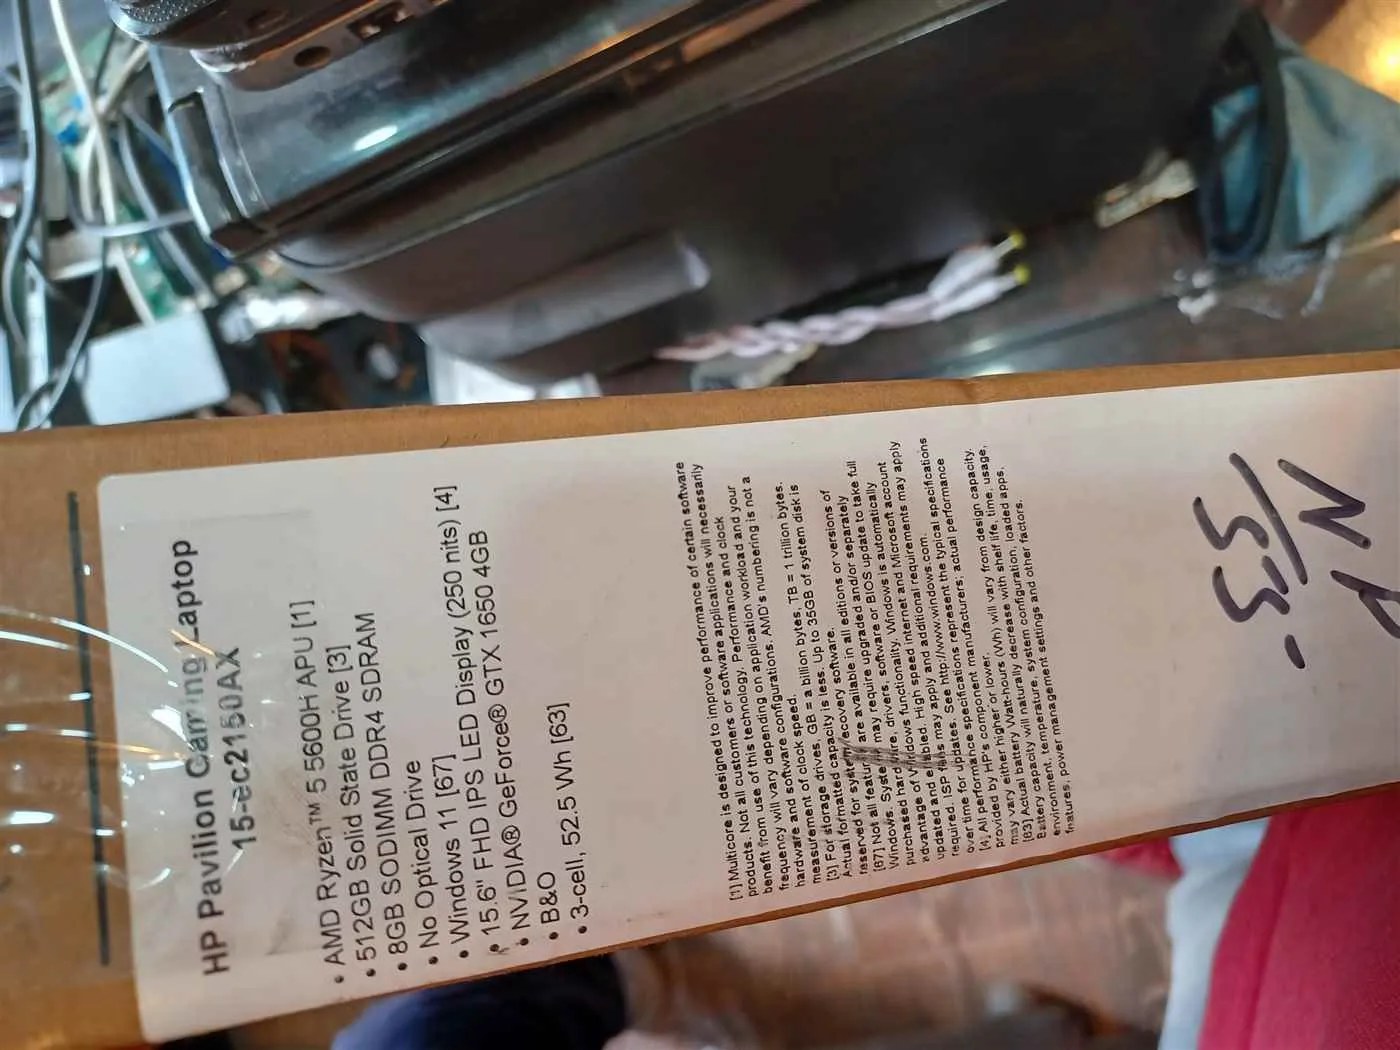 HP Pavilion Gaming Laptop
15-ec2150AX
• AMD Ryzen™ 5 5600H APU [1]
• 512GB Solid State Drive [3]
• 8GB SODIMM DDR4 SDRAM
• No Optical Drive
• Windows 11 [67]
• 15.6" FHD IPS LED Display (250 nits) [4]
• NVIDIA® GeForce® GTX 1650 4GB
• B&O
• 3-cell, 52.5 Wh [63]
[1] Multicore is designed to improve performance of certain software
products. Not all customers or software applications will necessarily
benefit from use of this technology. Performance and clock
frequency will vary depending on application workload and your
hardware and software configurations. AMD's numbering is not a
measurement of clock speed.
[3] For storage drives, GB = a billion bytes, TB = 1 trillion bytes.
Actual formatted capacity is less. Up to 35GB of system disk is
reserved for system recovery software.
[67] Not all features are available in all editions or versions of
Windows. Systems may require upgraded and/or separately
purchased hardware, drivers, software or BIOS update to take full
advantage of Windows functionality. Windows is automatically
updated and enabled. High speed internet and Microsoft account
required. ISP fees may apply and additional requirements may apply
over time for updates. See http://www.windows.com.
[4] All performance specifications represent the typical specifications
provided by HP's component manufacturers; actual performance
may vary either higher or lower.
[63] Actual battery Watt-hours (Wh) will vary from design capacity.
Battery capacity will naturally decrease with shelf life, time, usage,
environment, temperature, system configuration, loaded apps,
features, power management settings and other factors.